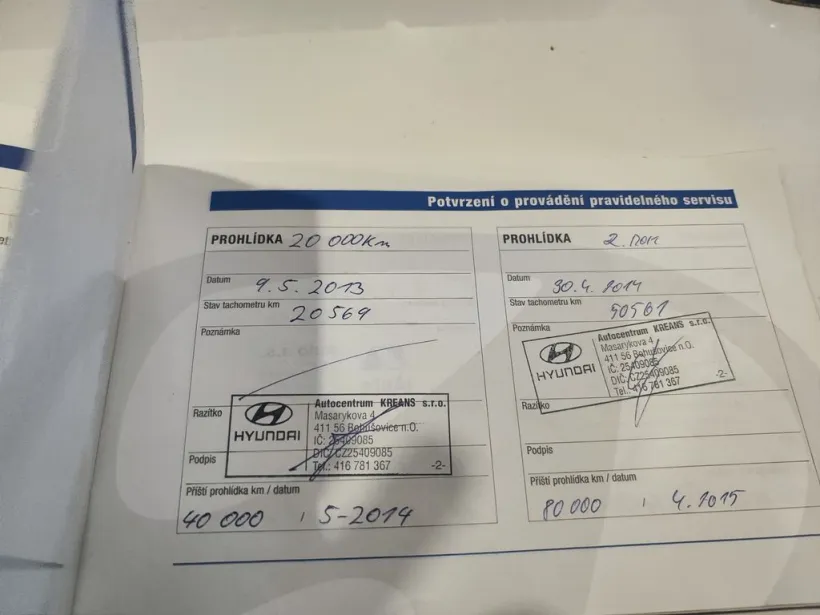 Potvrzení o provádění pravidelného servisu
PROHLÍDKA 20 000 Km
Datum 9.5.2013
Stav tachometru km 20569
Poznámka
Razítko
HYUNDAI
Autocentrum KREANS s.r.o.
Masarykova 4
411 56 Bohušovice n.O.
IČ: 25409085
DIČ: CZ25409085
Tel.: 416 781 367 -2-
Podpis
Příští prohlídka km / datum
40 000 / 5-2014
PROHLÍDKA 2. ROK
Datum 30.4.2014
Stav tachometru km
Poznámka
HYUNDAI
Autocentrum KREANS s.r.o.
Masarykova 4
411 56 Bohušovice n.O.
IČ: 25409085
DIČ: CZ25409085
Tel.: 416 781 367 -2-
Razítko
Podpis
Příští prohlídka km / datum
80 000 / 4.2015